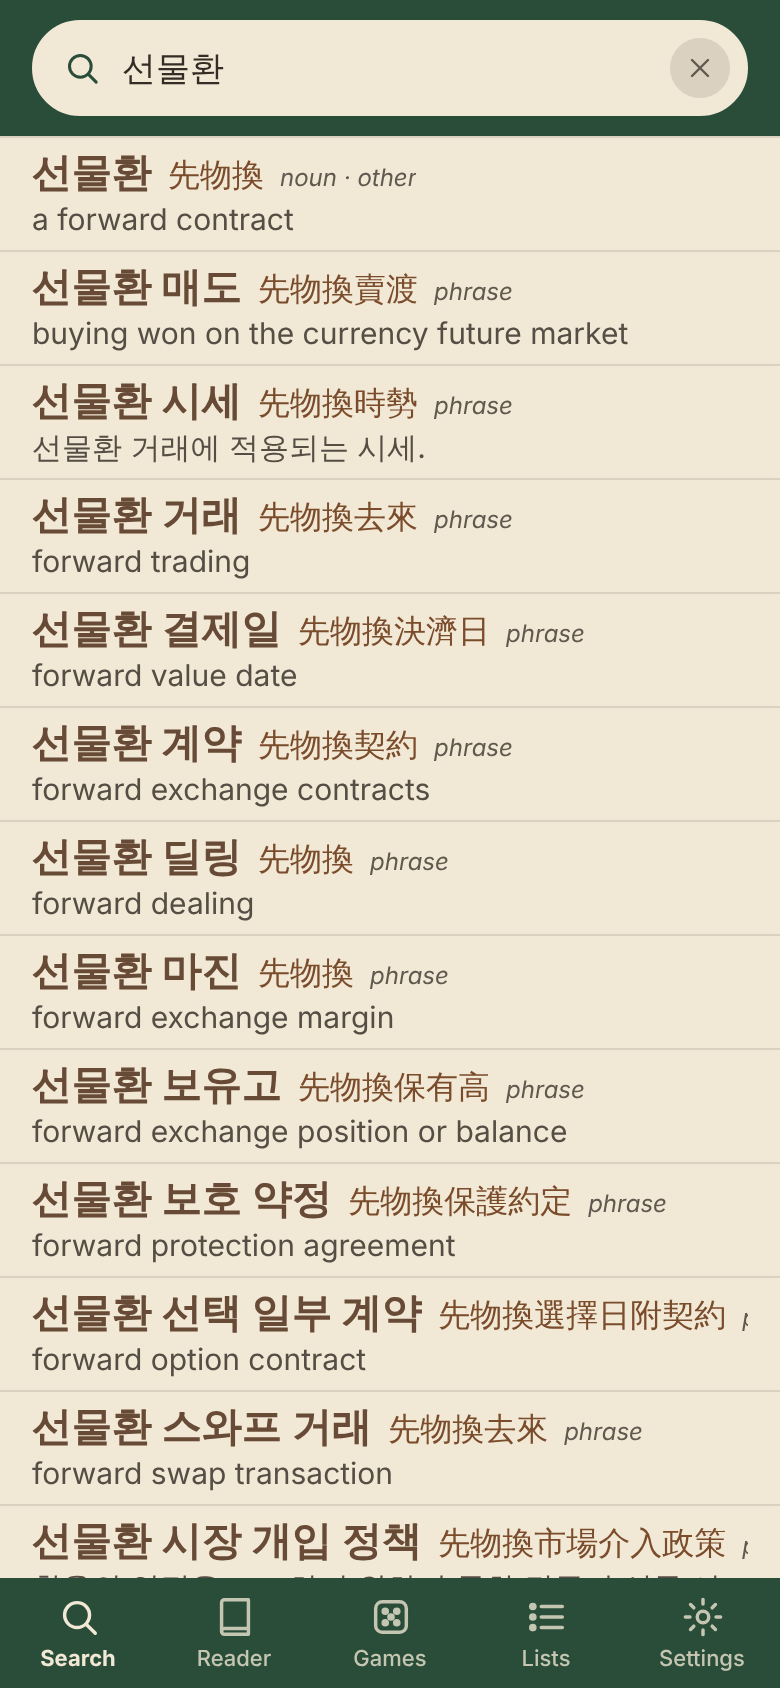 선물환
선물환 先物換 noun · other
a forward contract
선물환 매도 先物換賣渡 phrase
buying won on the currency future market
선물환 시세 先物換時勢 phrase
선물환 거래에 적용되는 시세.
선물환 거래 先物換去來 phrase
forward trading
선물환 결제일 先物換決濟日 phrase
forward value date
선물환 계약 先物換契約 phrase
forward exchange contracts
선물환 딜링 先物換 phrase
forward dealing
선물환 마진 先物換 phrase
forward exchange margin
선물환 보유고 先物換保有高 phrase
forward exchange position or balance
선물환 보호 약정 先物換保護約定 phrase
forward protection agreement
선물환 선택 일부 계약 先物換選擇日附契約
forward option contract
선물환 스와프 거래 先物換去來 phrase
forward swap transaction
선물환 시장 개입 정책 先物換市場介入政策
Search Reader Games Lists Settings